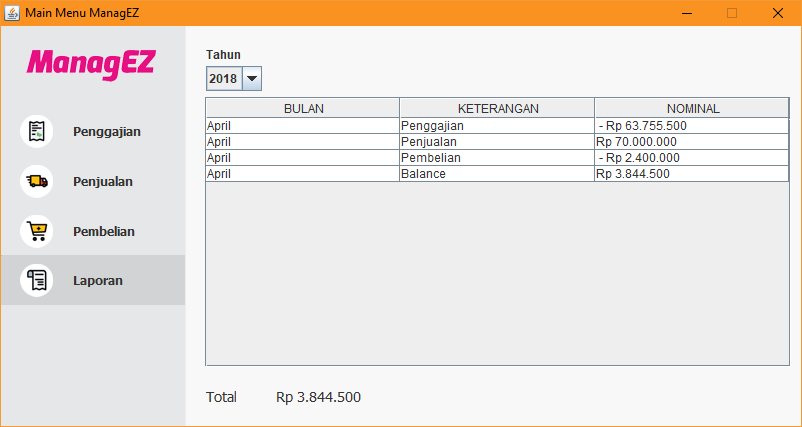 Main Menu ManagEZ
ManagEZ
Penggajian
Penjualan
Pembelian
Laporan
Tahun
2018
BULAN KETERANGAN NOMINAL
April Penggajian - Rp 63.755.500
April Penjualan Rp 70.000.000
April Pembelian - Rp 2.400.000
April Balance Rp 3.844.500
Total Rp 3.844.500